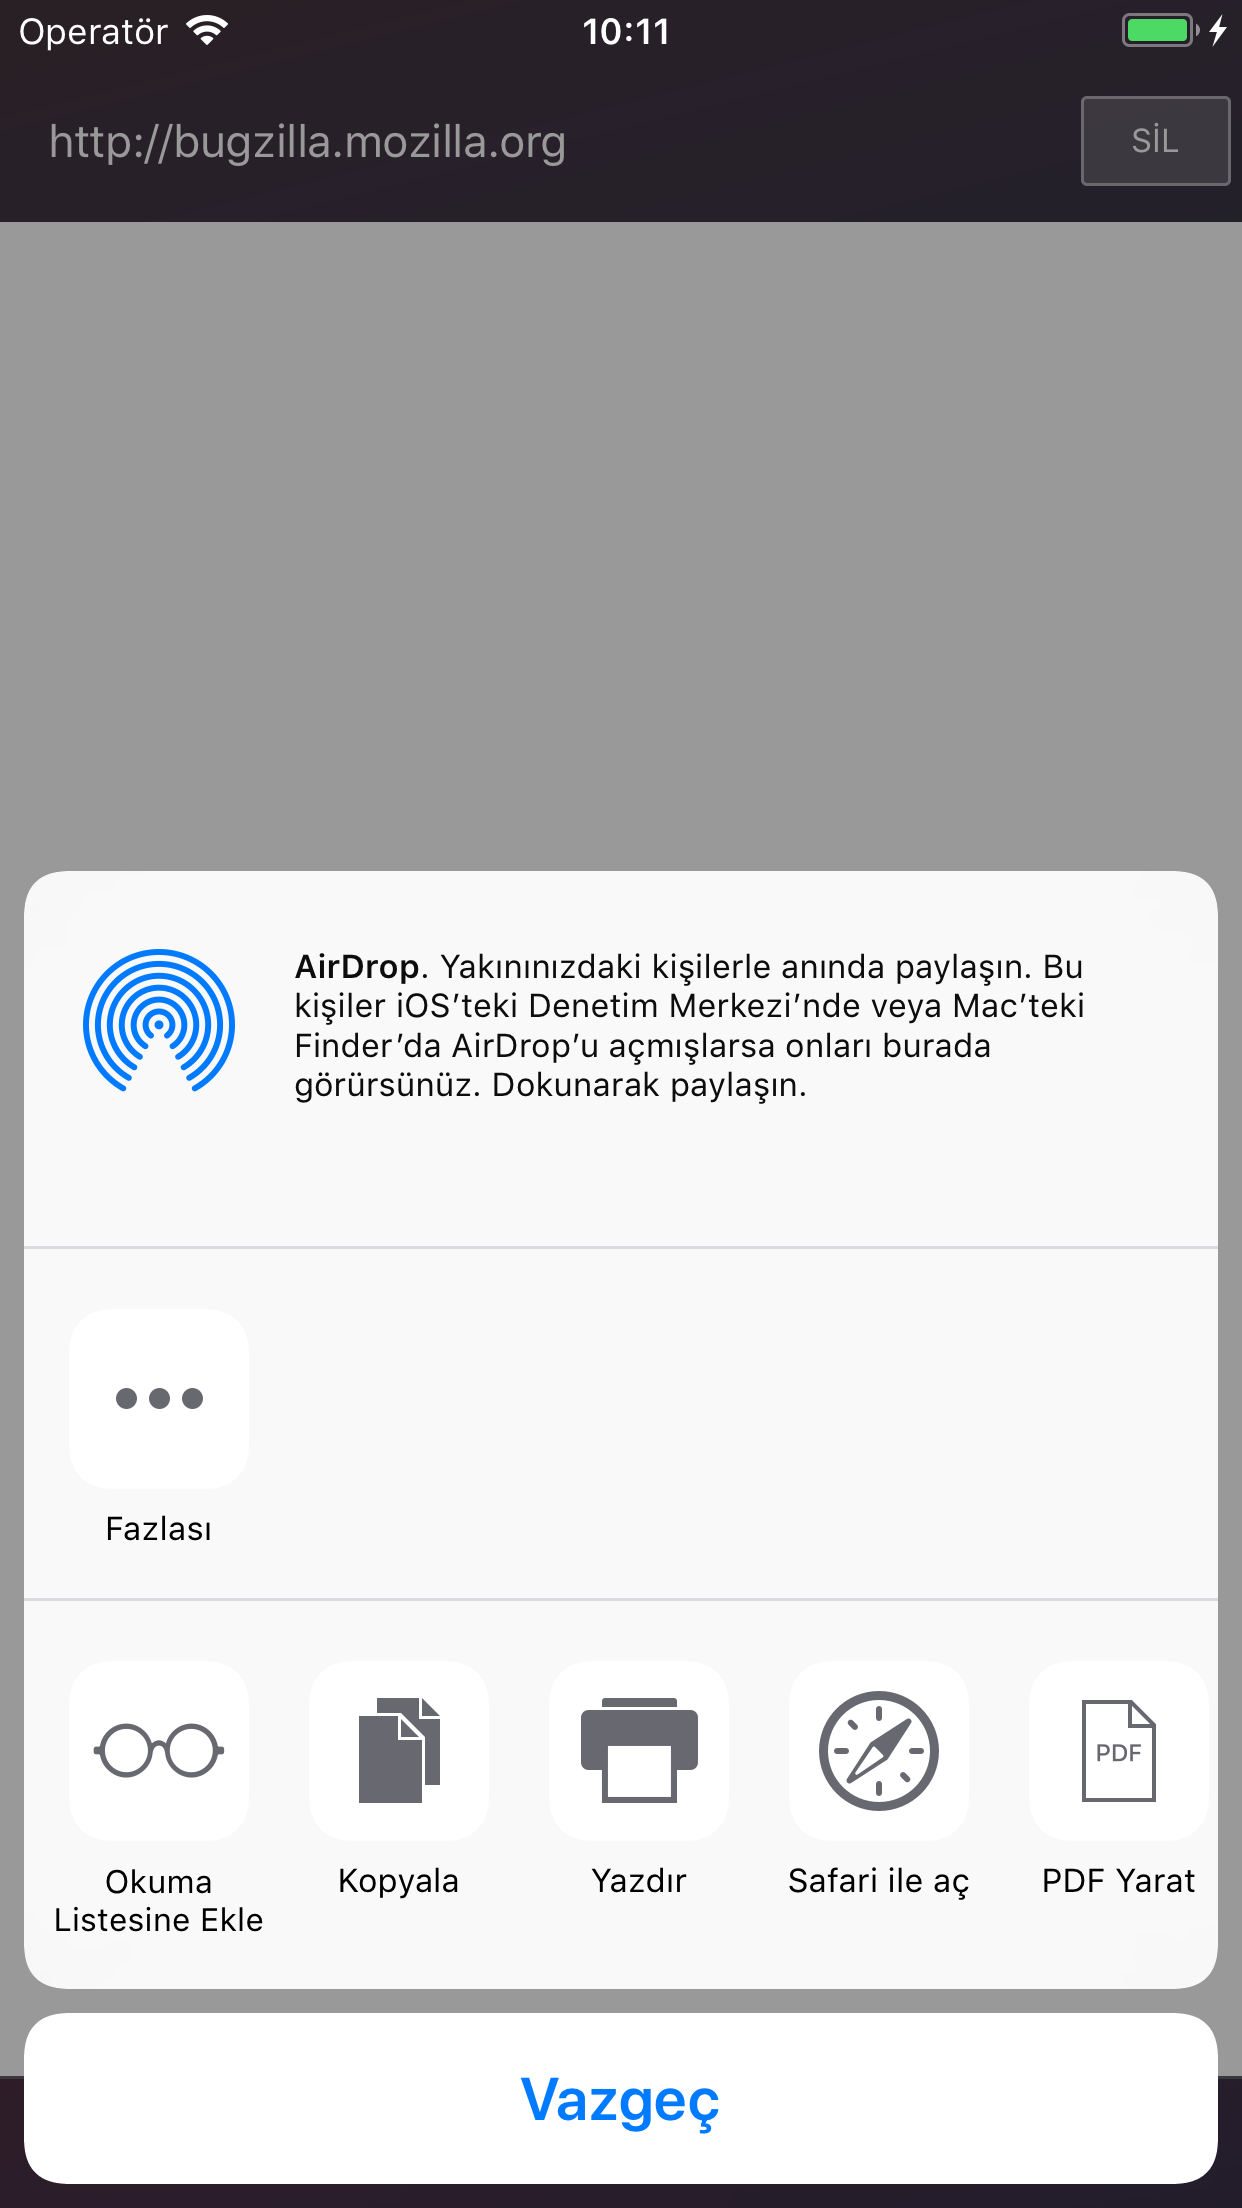 Operatör
10:11
http://bugzilla.mozilla.org
SİL
AirDrop. Yakınınızdaki kişilerle anında paylaşın. Bu
kişiler iOS’teki Denetim Merkezi’nde veya Mac’teki
Finder’da AirDrop’u açmışlarsa onları burada
görürsünüz. Dokunarak paylaşın.
Fazlası
PDF
Okuma
Listesine Ekle
Kopyala
Yazdır
Safari ile aç
PDF Yarat
Vazgeç